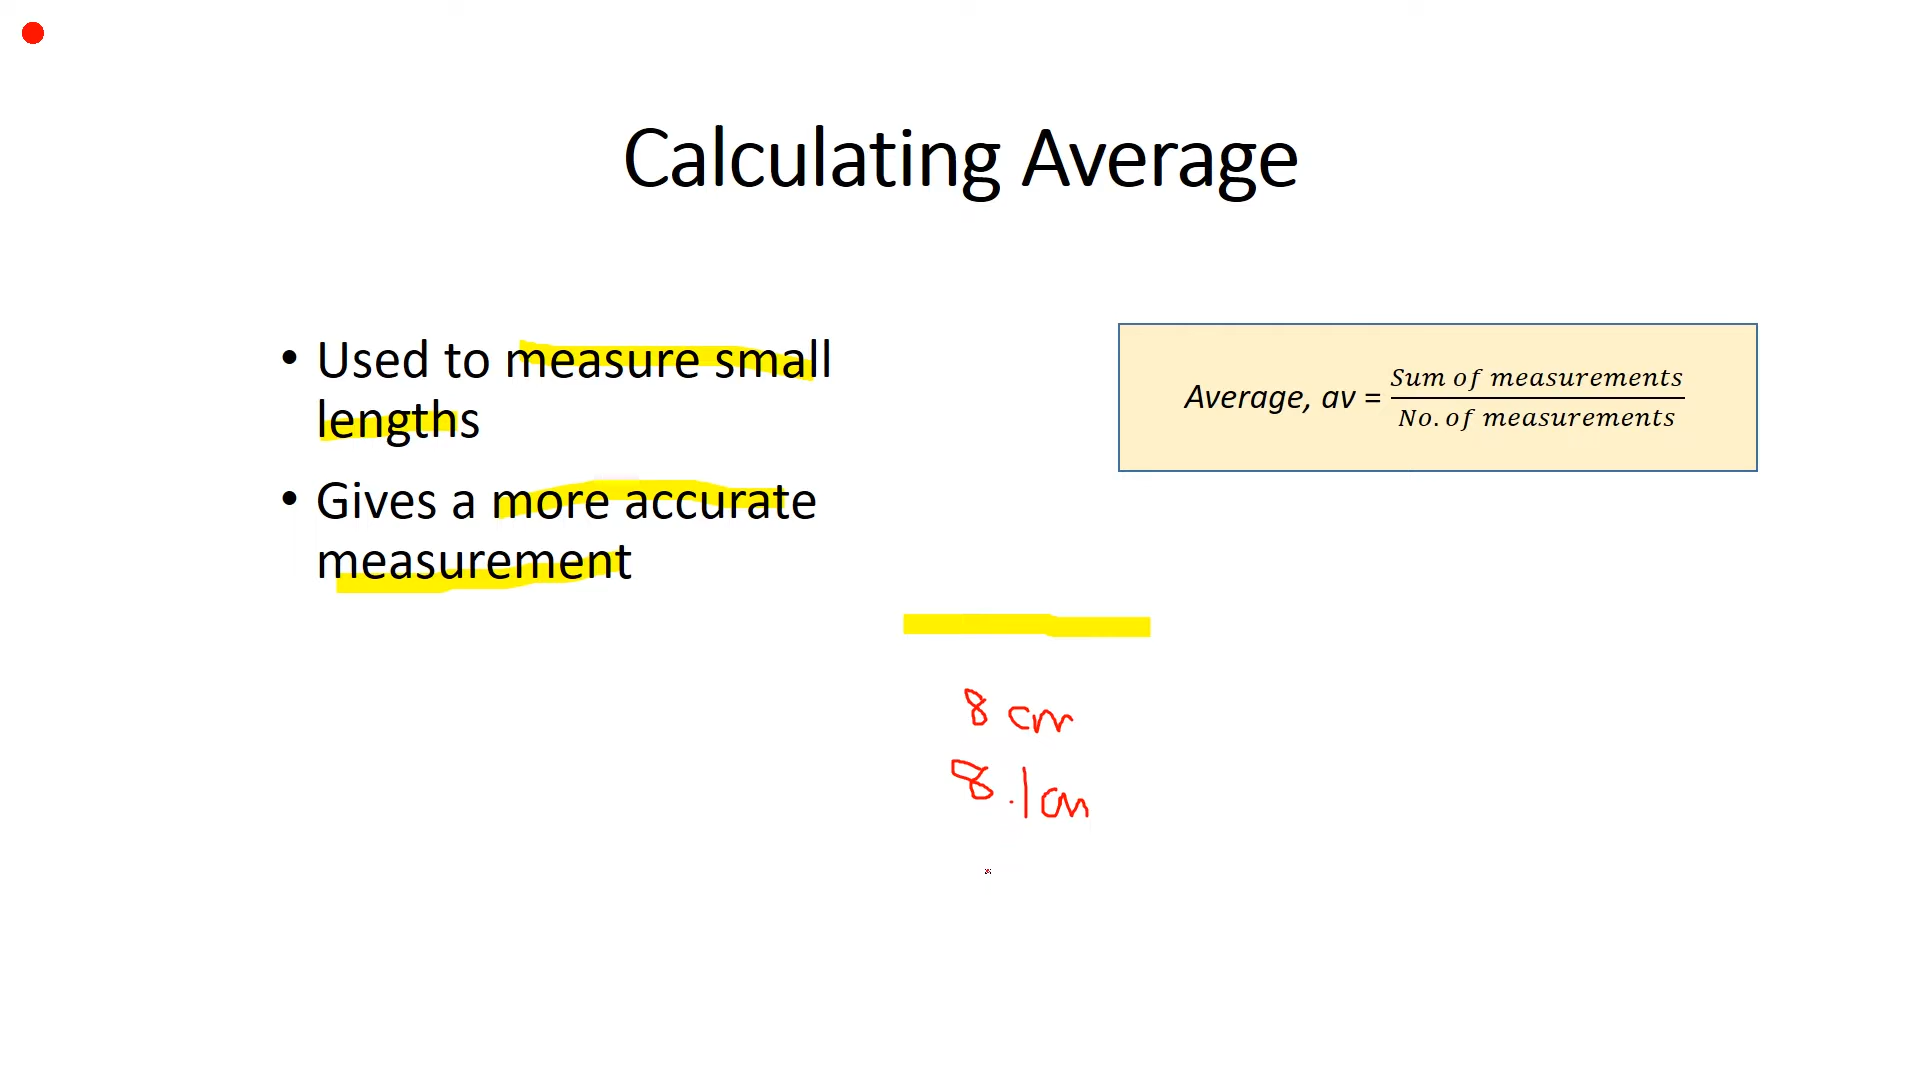 Calculating Average
• Used to measure small
lengths
• Gives a more accurate
measurement
Average, av = Sum of measurements
No. of measurements
8 cm
8.1cm